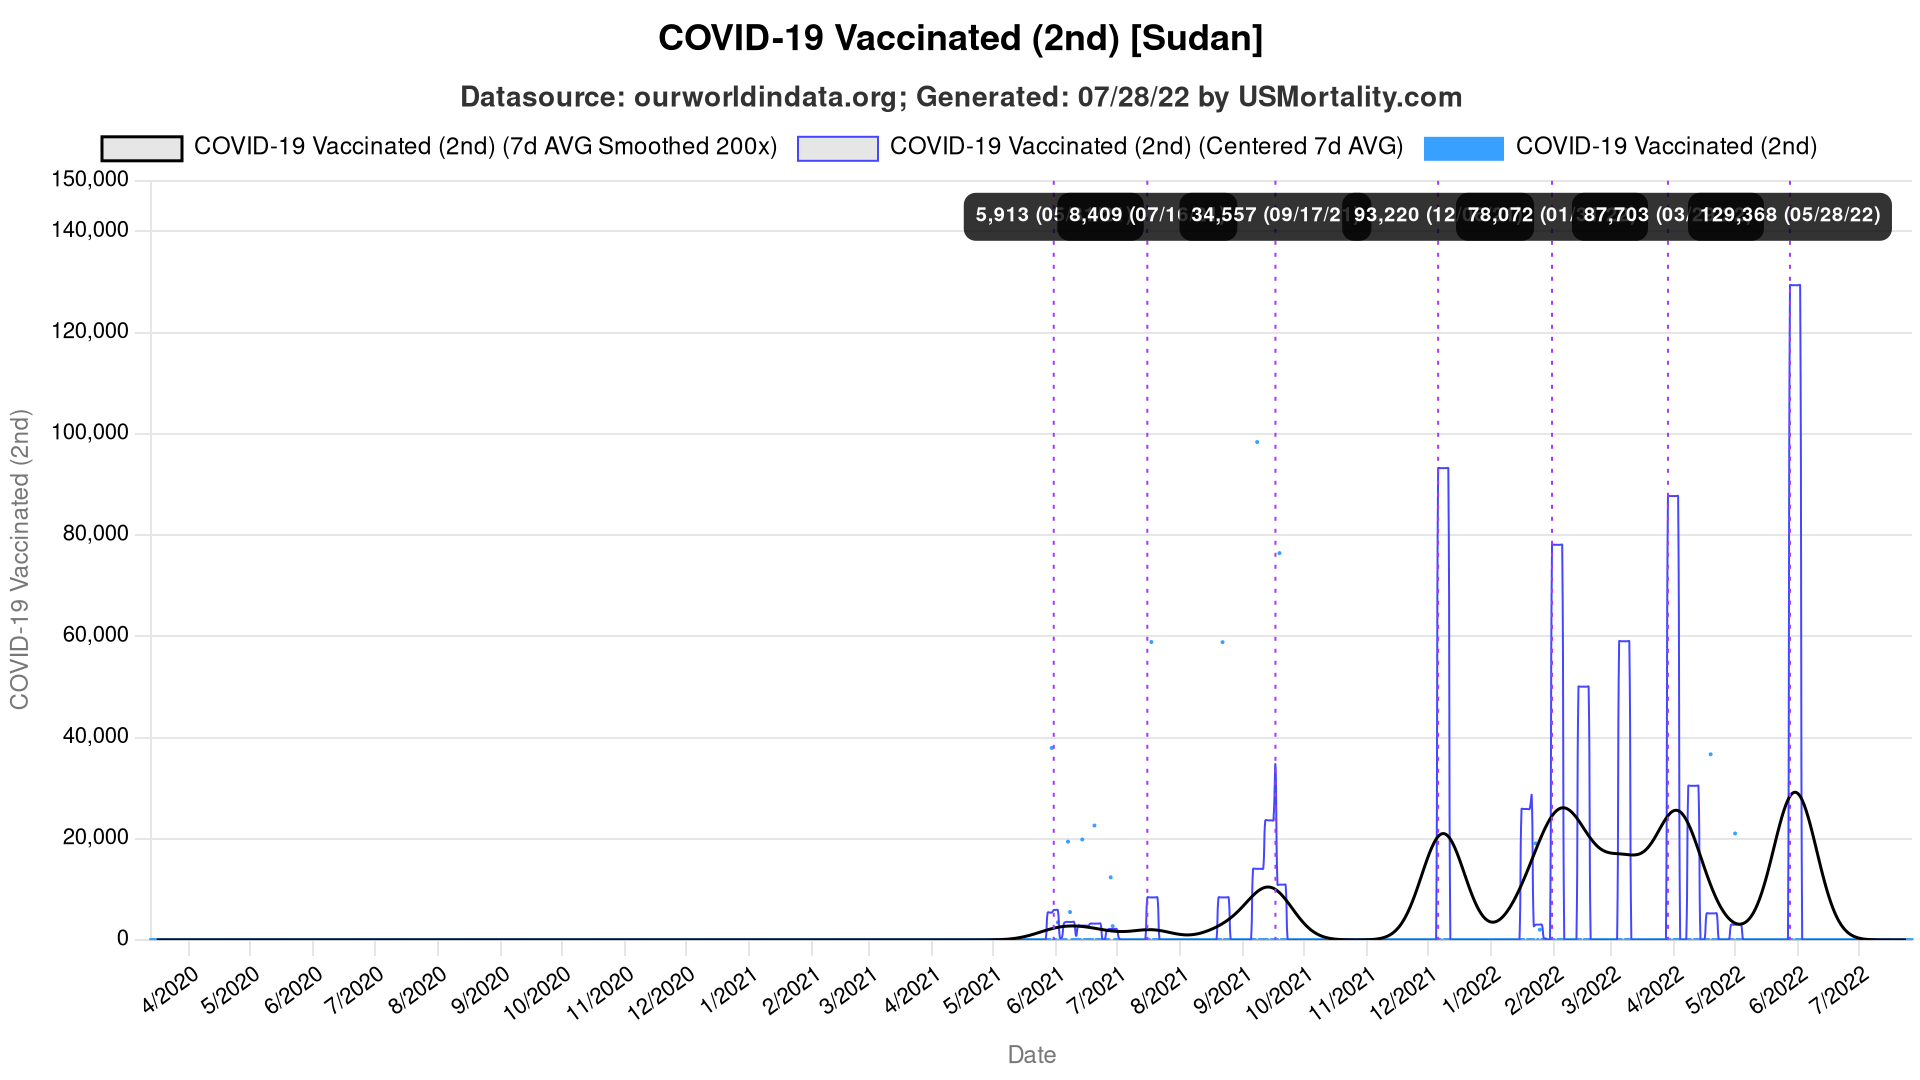 COVID-19 Vaccinated (2nd) [Sudan]
Datasource: ourworldindata.org; Generated: 07/28/22 by USMortality.com
COVID-19 Vaccinated (2nd) (7d AVG Smoothed 200x) COVID-19 Vaccinated (2nd) (Centered 7d AVG) COVID-19 Vaccinated (2nd)
5,913 8,409 34,557 (09/17/21) 93,220 78,072 87,703 129,368 (05/28/22)
150,000
140,000
120,000
100,000
80,000
60,000
40,000
20,000
0
COVID-19 Vaccinated (2nd)
4/2020 5/2020 6/2020 7/2020 8/2020 9/2020 10/2020 11/2020 12/2020 1/2021 2/2021 3/2021 4/2021 5/2021 6/2021 7/2021 8/2021 9/2021 10/2021 11/2021 12/2021 1/2022 2/2022 3/2022 4/2022 5/2022 6/2022 7/2022
Date